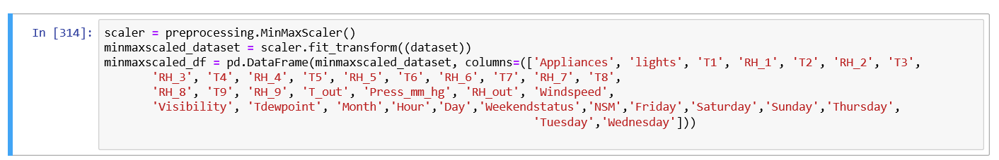 In [314]: scaler = preprocessing.MinMaxScaler()
minmaxscaled_dataset = scaler.fit_transform((dataset))
minmaxscaled_df = pd.DataFrame(minmaxscaled_dataset, columns=(['Appliances', 'lights', 'T1', 'RH_1', 'T2', 'RH_2', 'T3',
'RH_3', 'T4', 'RH_4', 'T5', 'RH_5', 'T6', 'RH_6', 'T7', 'RH_7', 'T8',
'RH_8', 'T9', 'RH_9', 'T_out', 'Press_mm_hg', 'RH_out', 'Windspeed',
'Visibility', 'Tdewpoint', 'Month','Hour','Day','Weekendstatus','NSM','Friday','Saturday','Sunday','Thursday',
'Tuesday','Wednesday']))